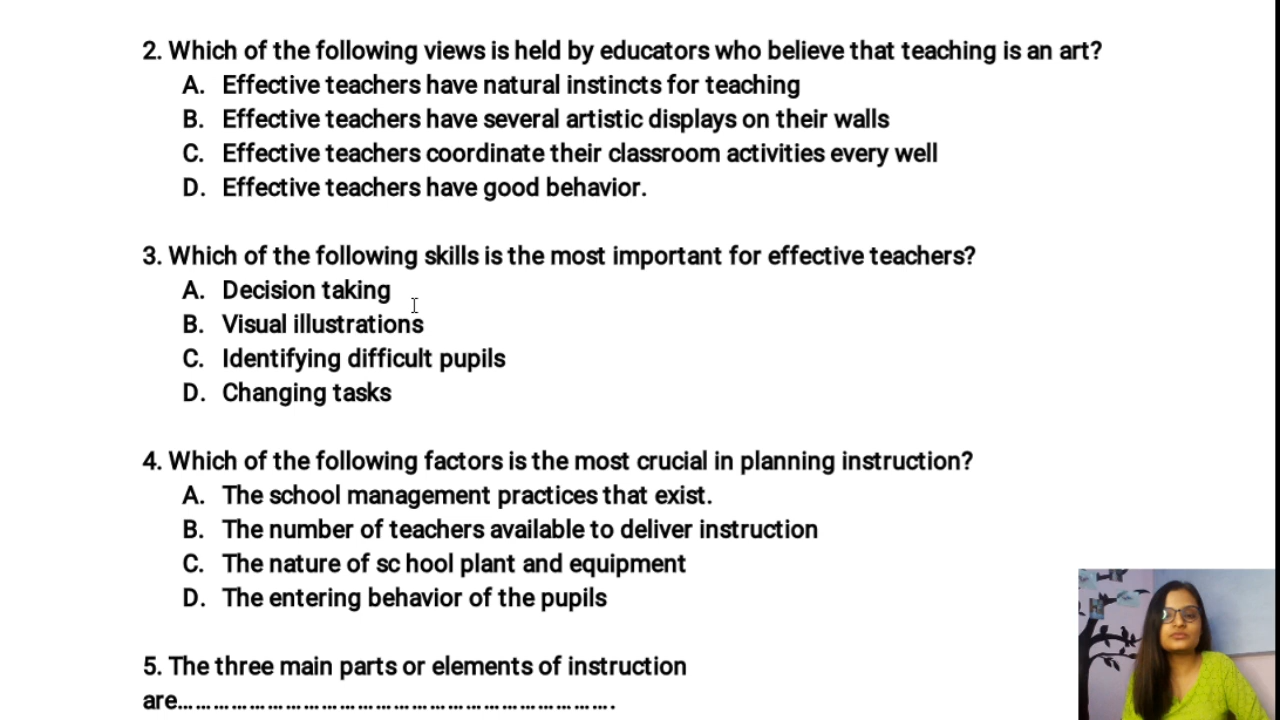 2. Which of the following views is held by educators who believe that teaching is an art?
A. Effective teachers have natural instincts for teaching
B. Effective teachers have several artistic displays on their walls
C. Effective teachers coordinate their classroom activities every well
D. Effective teachers have good behavior.
3. Which of the following skills is the most important for effective teachers?
A. Decision taking
B. Visual illustrations
C. Identifying difficult pupils
D. Changing tasks
4. Which of the following factors is the most crucial in planning instruction?
A. The school management practices that exist.
B. The number of teachers available to deliver instruction
C. The nature of sc hool plant and equipment
D. The entering behavior of the pupils
5. The three main parts or elements of instruction
are……………………………………………………………….